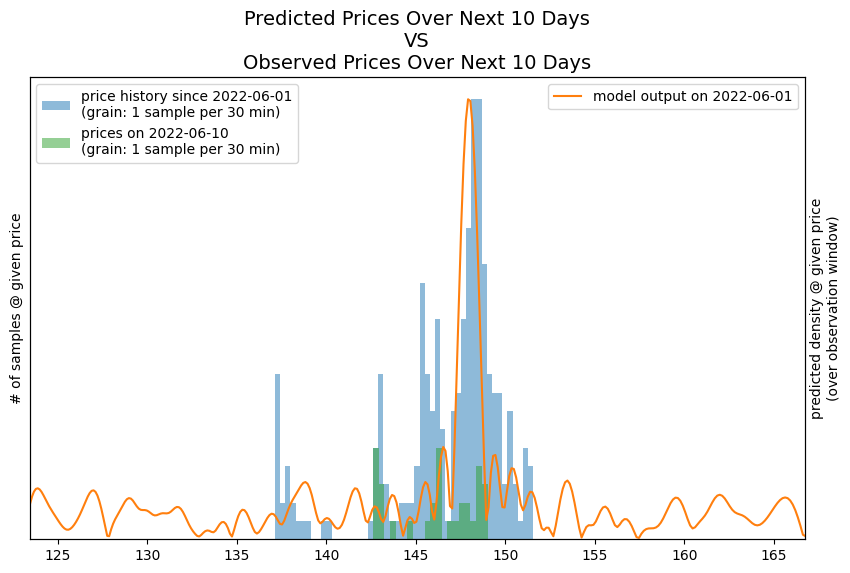 Predicted Prices Over Next 10 Days
VS
Observed Prices Over Next 10 Days
price history since 2022-06-01
(grain: 1 sample per 30 min)
prices on 2022-06-10
(grain: 1 sample per 30 min)
model output on 2022-06-01
# of samples @ given price
predicted density @ given price
(over observation window)
125 130 135 140 145 150 155 160 165